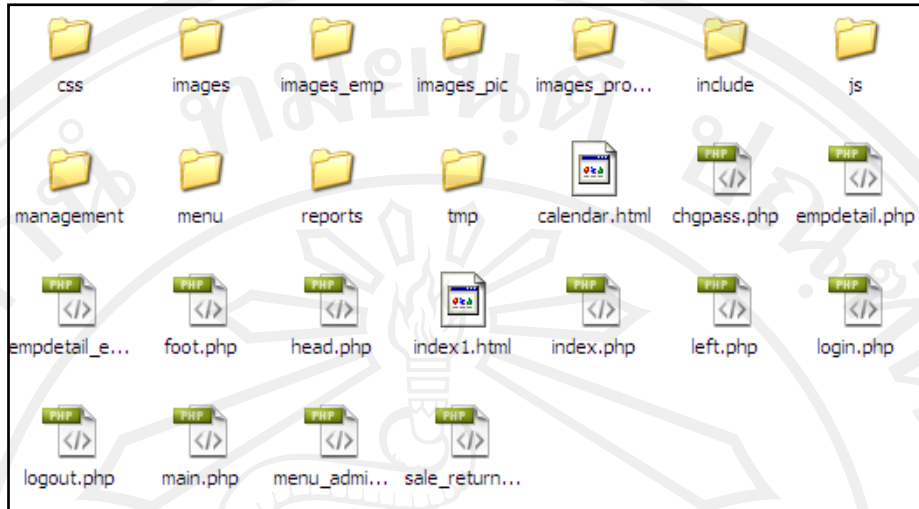 css images images_emp images_pic images_pro... include js
management menu reports tmp calendar.html chgpass.php empdetail.php
empdetail_e... foot.php head.php index1.html index.php left.php login.php
logout.php main.php menu_admi... sale_return...